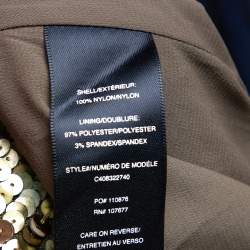 SHELL/EXTÉRIEUR:
100% NYLON/NYLON
LINING/DOUBLURE:
97% POLYESTER/POLYESTER
3% SPANDEX/SPANDEX
STYLE#/NUMÉRO DE MODÈLE
C408322740
PO# 110876
RN# 107677
CARE ON REVERSE/
ENTRETIEN AU VERSO